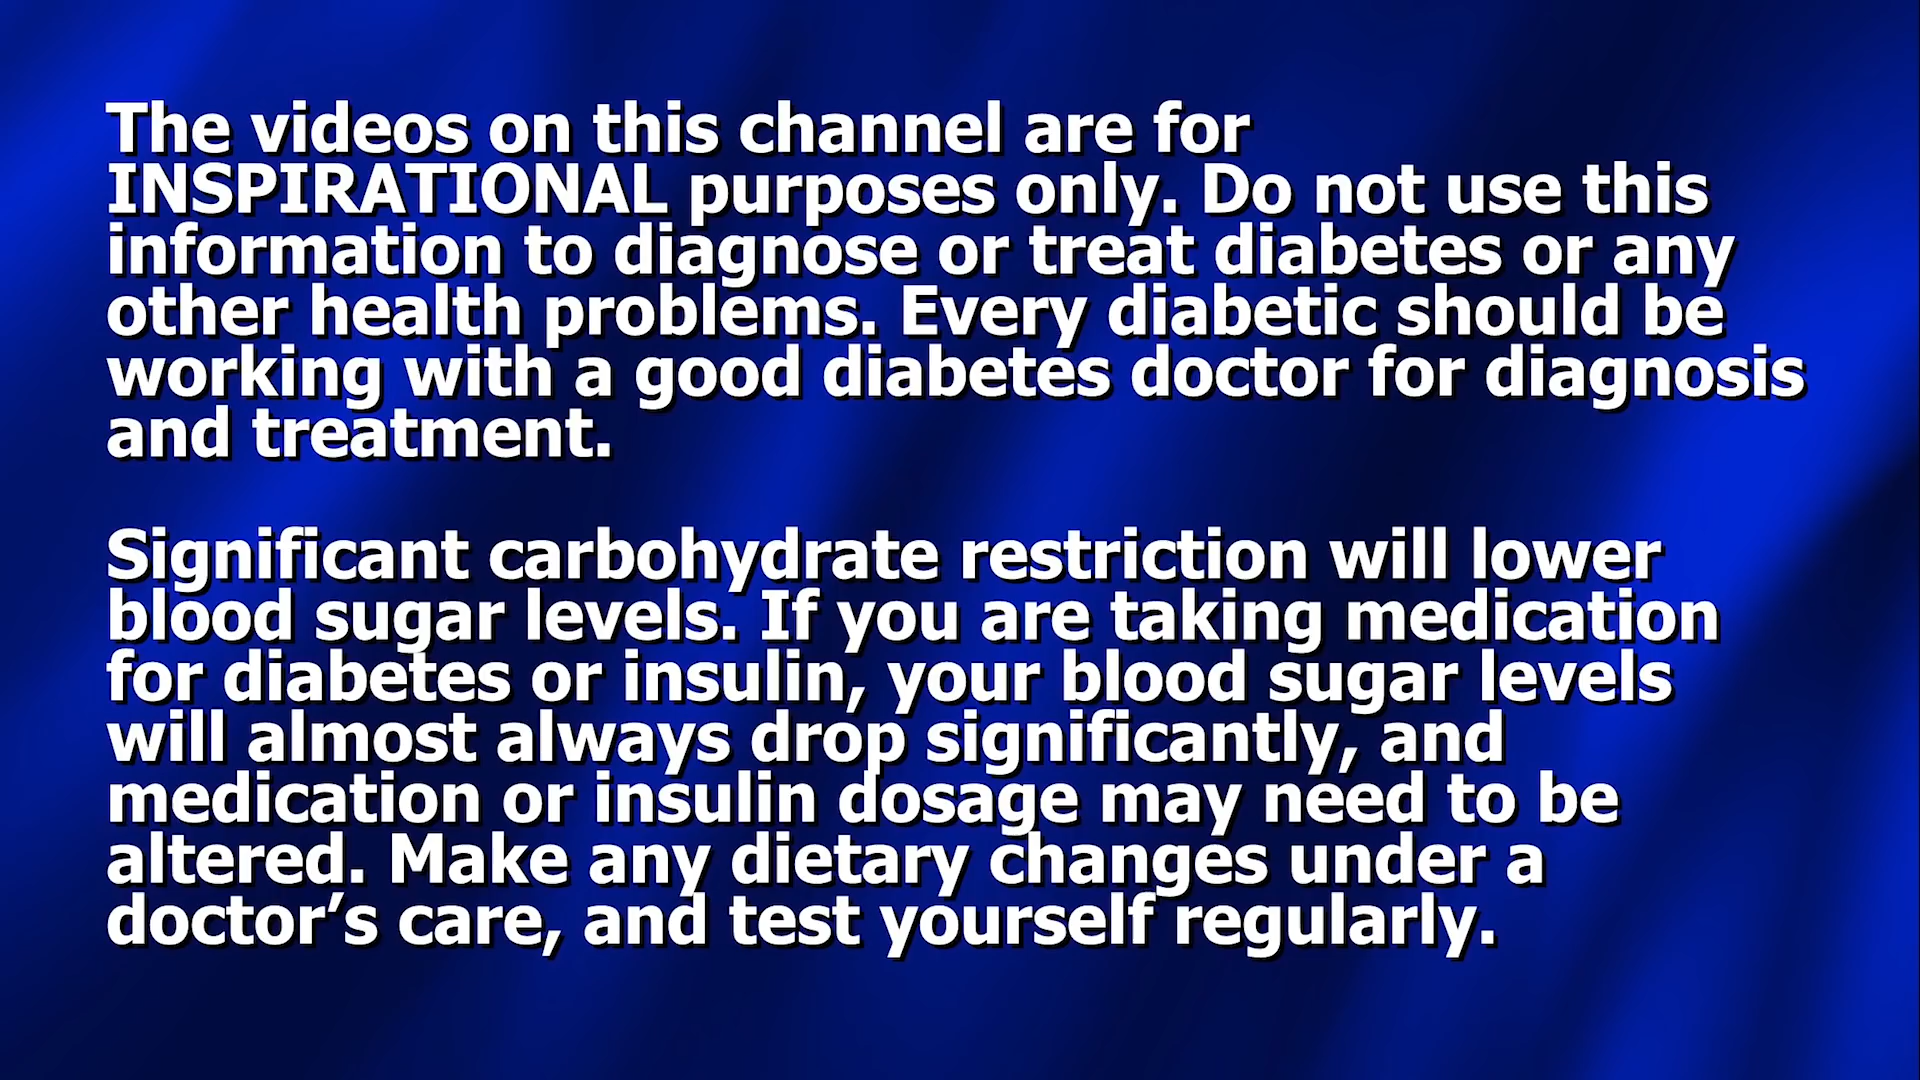 The videos on this channel are for
INSPIRATIONAL purposes only. Do not use this
information to diagnose or treat diabetes or any
other health problems. Every diabetic should be
working with a good diabetes doctor for diagnosis
and treatment.
Significant carbohydrate restriction will lower
blood sugar levels. If you are taking medication
for diabetes or insulin, your blood sugar levels
will almost always drop significantly, and
medication or insulin dosage may need to be
altered. Make any dietary changes under a
doctor’s care, and test yourself regularly.